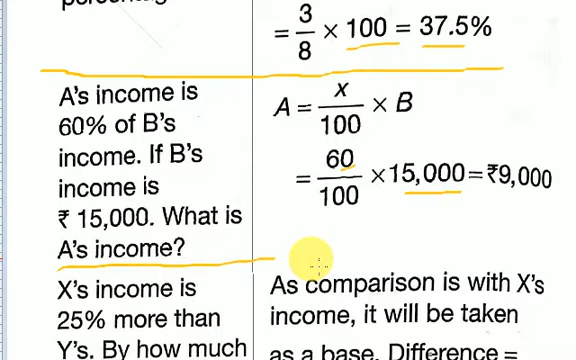 = 3/8 × 100 = 37.5%
A's income is
60% of B's
income. If B's
income is
₹ 15,000. What is
A's income?
A = x/100 × B
= 60/100 × 15,000 = ₹9,000
X's income is
25% more than
Y's. By how much
As comparison is with X's
income, it will be taken
as a base. Difference =